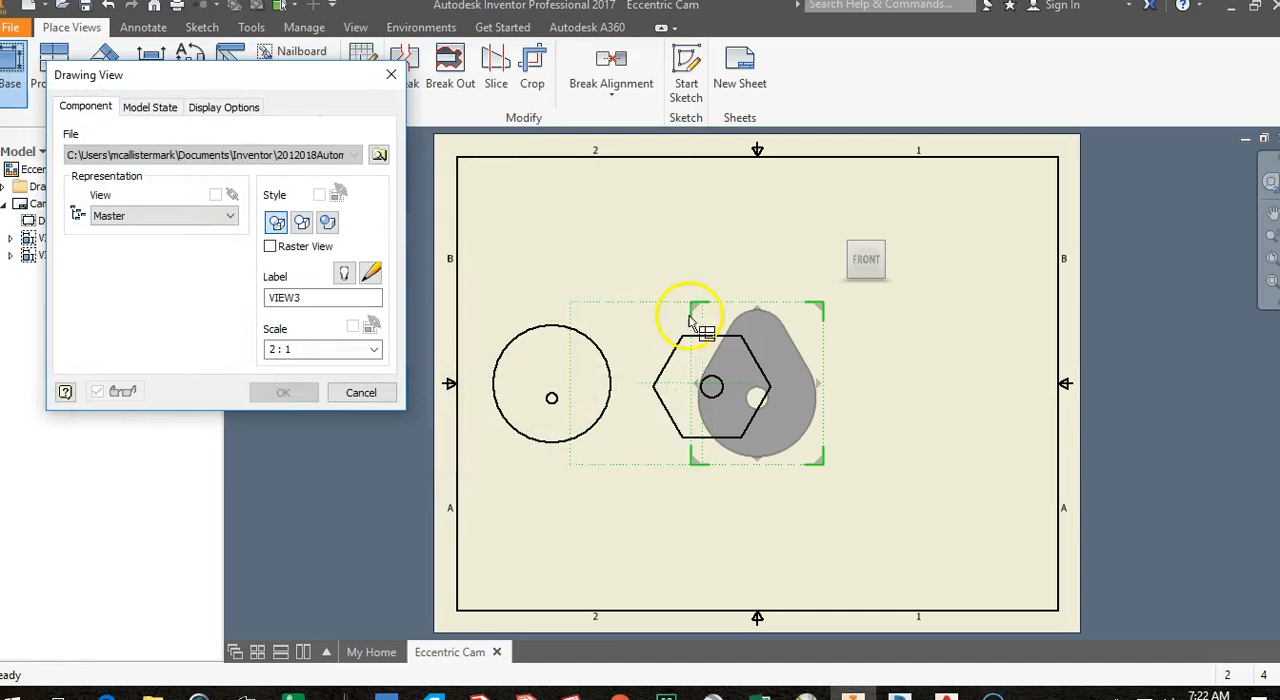 Autodesk Inventor Professional 2017 Eccentric Cam
Search Help & Commands...
Sign In
File Place Views Annotate Sketch Tools Manage View Environments Get Started Autodesk A360
Nailboard
Base
Break Out Slice Crop Break Alignment Start Sketch New Sheet
Modify Sketch Sheets
Drawing View
Component Model State Display Options
File
C:\Users\mcallistermark\Documents\Inventor\2012018Autom
Representation
View
Master
Style
Raster View
Label
VIEW3
Scale
2 : 1
OK Cancel
Model
2 1
B B
FRONT
A A
2 1
My Home Eccentric Cam
2 4
7:22 AM